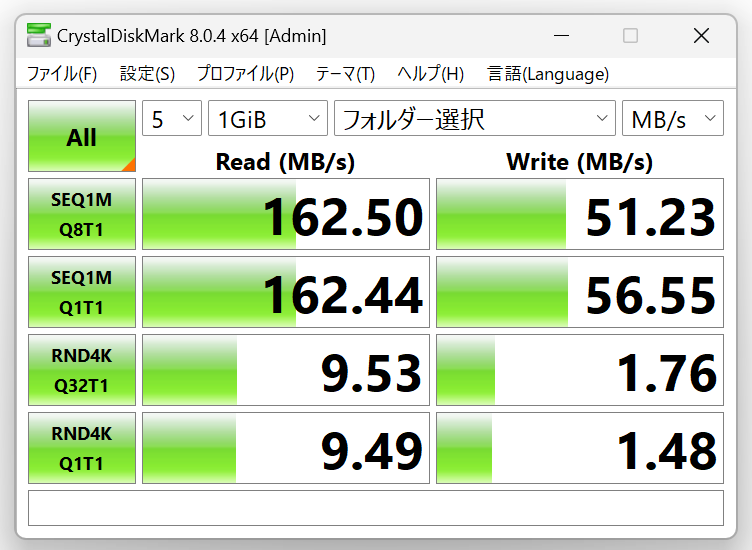 CrystalDiskMark 8.0.4 x64 [Admin]
ファイル(F) 設定(S) プロファイル(P) テーマ(T) ヘルプ(H) 言語(Language)
All 5 1GiB フォルダー選択 MB/s
Read (MB/s) Write (MB/s)
SEQ1M
Q8T1
162.50 51.23
SEQ1M
Q1T1
162.44 56.55
RND4K
Q32T1
9.53 1.76
RND4K
Q1T1
9.49 1.48